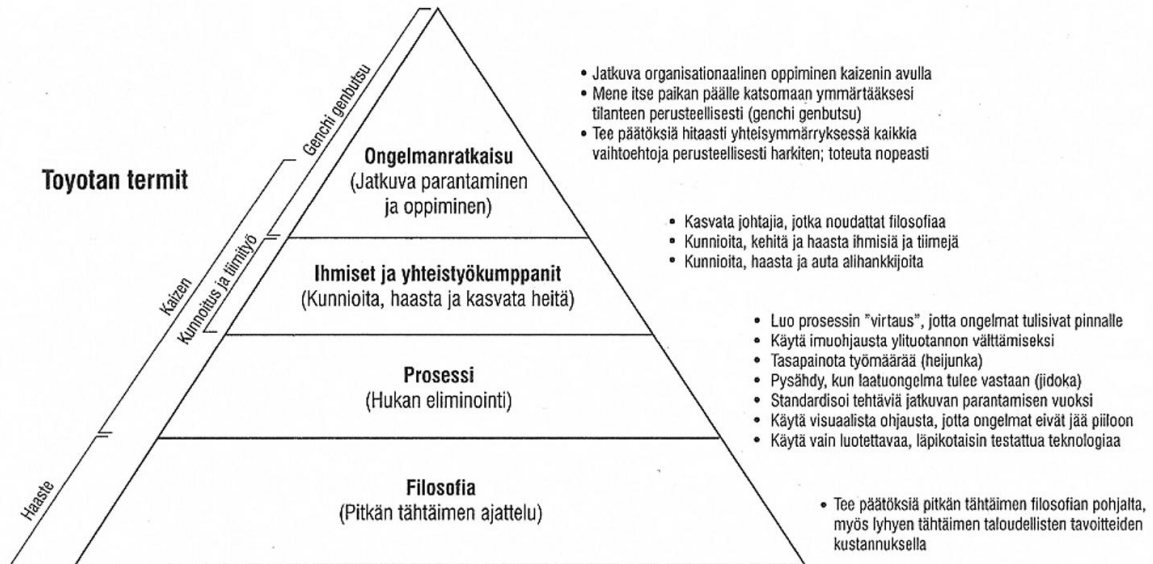 Toyotan termit
Genchi genbutsu
Kaizen
Kunnoitus ja tiimityö
Haaste
Ongelmanratkaisu
(Jatkuva parantaminen
ja oppiminen)
• Jatkuva organisationaalinen oppiminen kaizenin avulla
• Mene itse paikan päälle katsomaan ymmärtääksesi
tilanteen perusteellisesti (genchi genbutsu)
• Tee päätöksiä hitaasti yhteisymmärryksessä kaikkia
vaihtoehtoja perusteellisesti harkiten; toteuta nopeasti
Ihmiset ja yhteistyökumppanit
(Kunnioita, haasta ja kasvata heitä)
• Kasvata johtajia, jotka noudattat filosofiaa
• Kunnioita, kehitä ja haasta ihmisiä ja tiimejä
• Kunnioita, haasta ja auta alihankkijoita
Prosessi
(Hukan eliminointi)
• Luo prosessin ”virtaus”, jotta ongelmat tulisivat pinnalle
• Käytä imuohjausta ylituotannon välttämiseksi
• Tasapainota työmäärää (heijunka)
• Pysähdy, kun laatuongelma tulee vastaan (jidoka)
• Standardisoi tehtäviä jatkuvan parantamisen vuoksi
• Käytä visuaalista ohjausta, jotta ongelmat eivät jää piiloon
• Käytä vain luotettavaa, läpikotaisin testattua teknologiaa
Filosofia
(Pitkän tähtäimen ajattelu)
• Tee päätöksiä pitkän tähtäimen filosofian pohjalta,
myös lyhyen tähtäimen taloudellisten tavoitteiden
kustannuksella